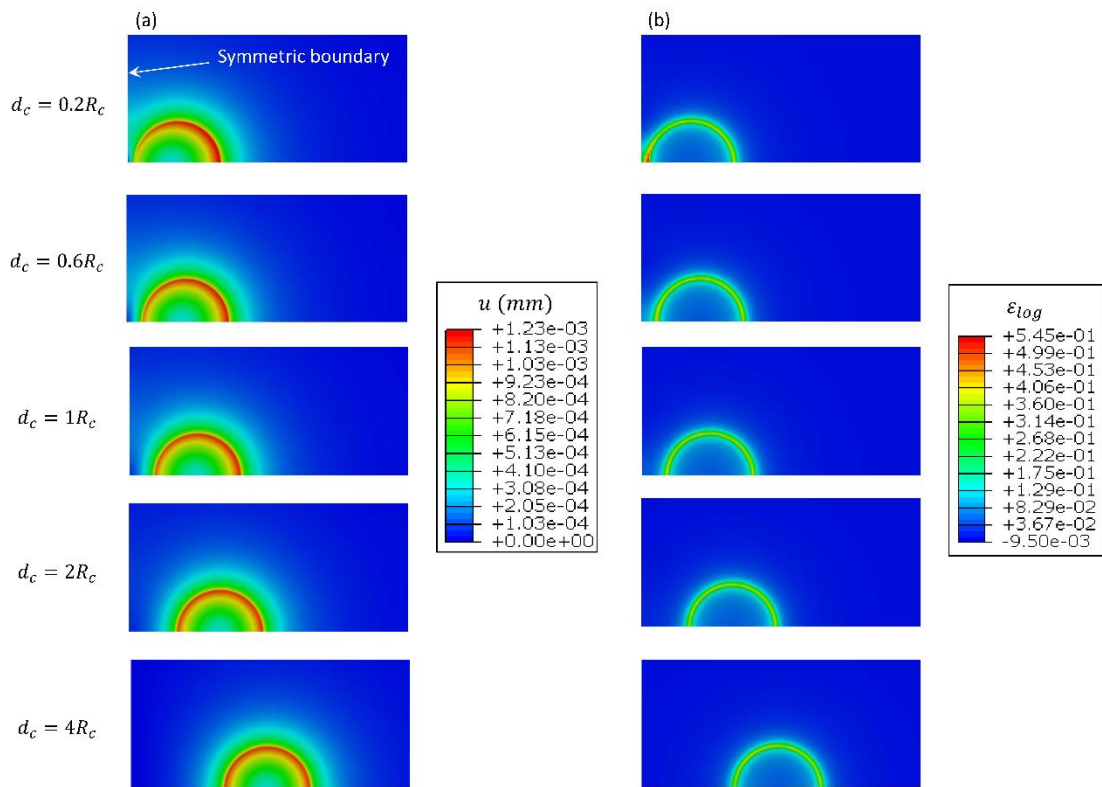 (a)
(b)
Symmetric boundary
d_c = 0.2R_c
d_c = 0.6R_c
d_c = 1R_c
d_c = 2R_c
d_c = 4R_c
u (mm)
+1.23e-03
+1.13e-03
+1.03e-03
+9.23e-04
+8.20e-04
+7.18e-04
+6.15e-04
+5.13e-04
+4.10e-04
+3.08e-04
+2.05e-04
+1.03e-04
+0.00e+00
ε_log
+5.45e-01
+4.99e-01
+4.53e-01
+4.06e-01
+3.60e-01
+3.14e-01
+2.68e-01
+2.22e-01
+1.75e-01
+1.29e-01
+8.29e-02
+3.67e-02
-9.50e-03